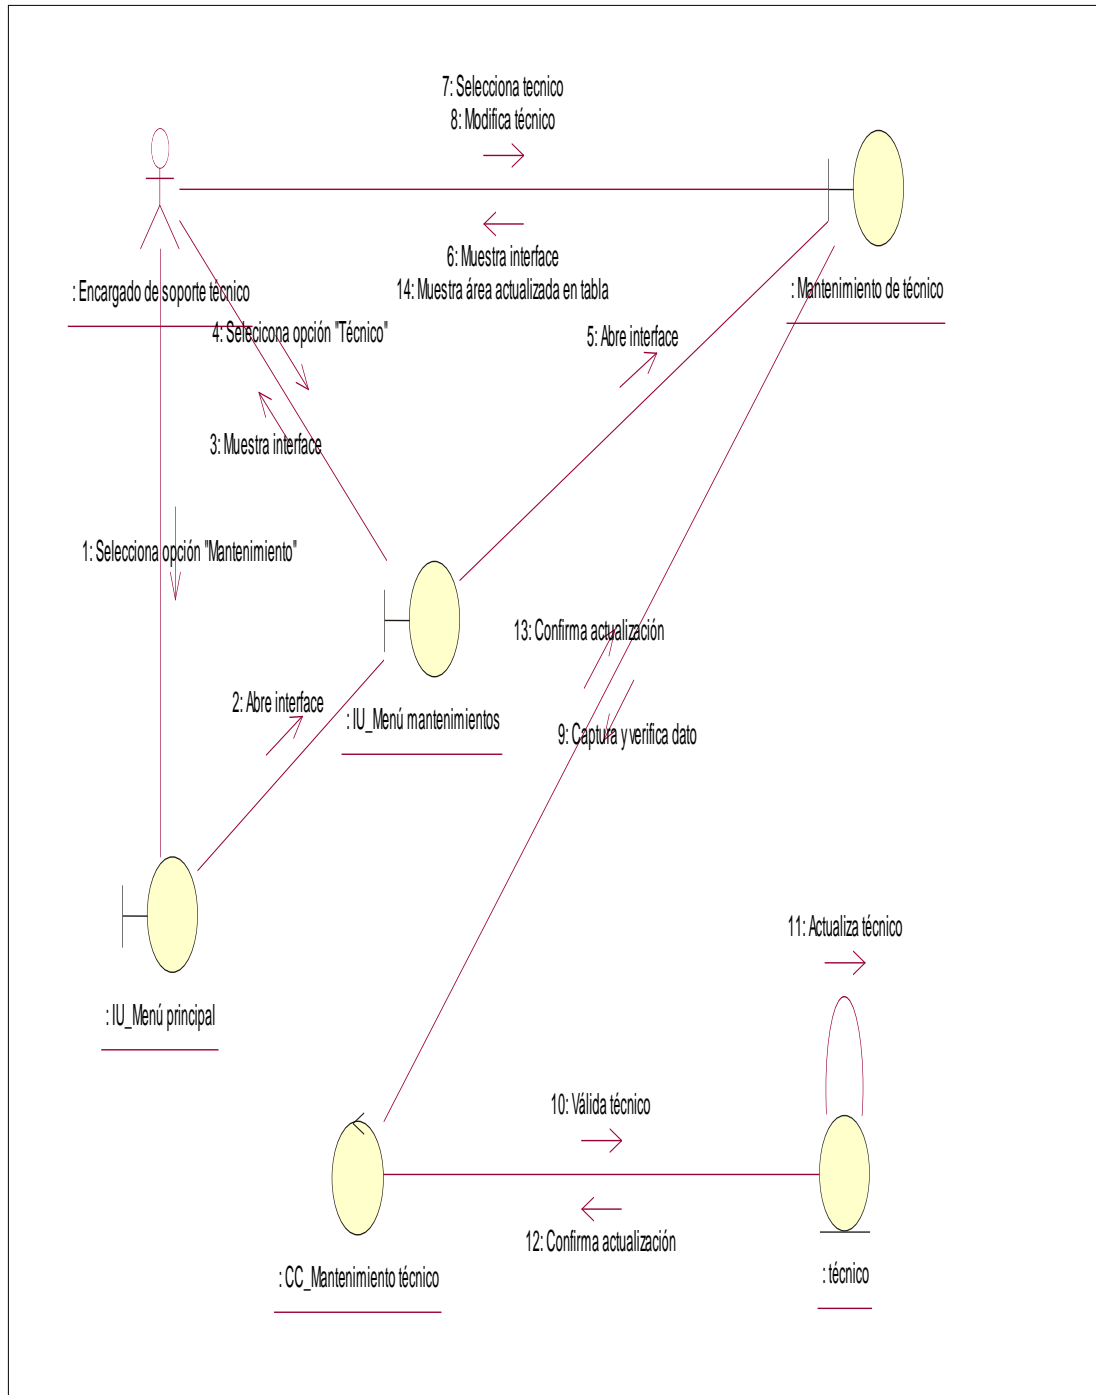 7: Selecciona tecnico
8: Modifica técnico
6: Muestra interface
14: Muestra área actualizada en tabla
: Encargado de soporte técnico
: Mantenimiento de técnico
4: Selecicona opción "Técnico"
5: Abre interface
3: Muestra interface
1: Selecciona opción "Mantenimiento"
13: Confirma actualización
2: Abre interface
: IU_Menú mantenimientos
9: Captura y verifica dato
11: Actualiza técnico
: IU_Menú principal
10: Válida técnico
12: Confirma actualización
: CC_Mantenimiento técnico
: técnico